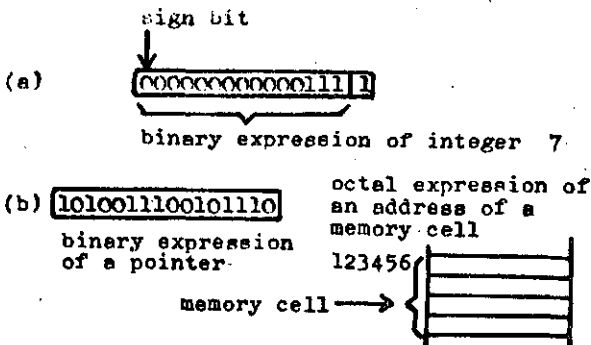 sign bit
(a) 000000000000111 1
binary expression of integer 7
(b) 1010011100101110
octal expression of
an address of a
memory cell
binary expression
of a pointer
123456
memory cell